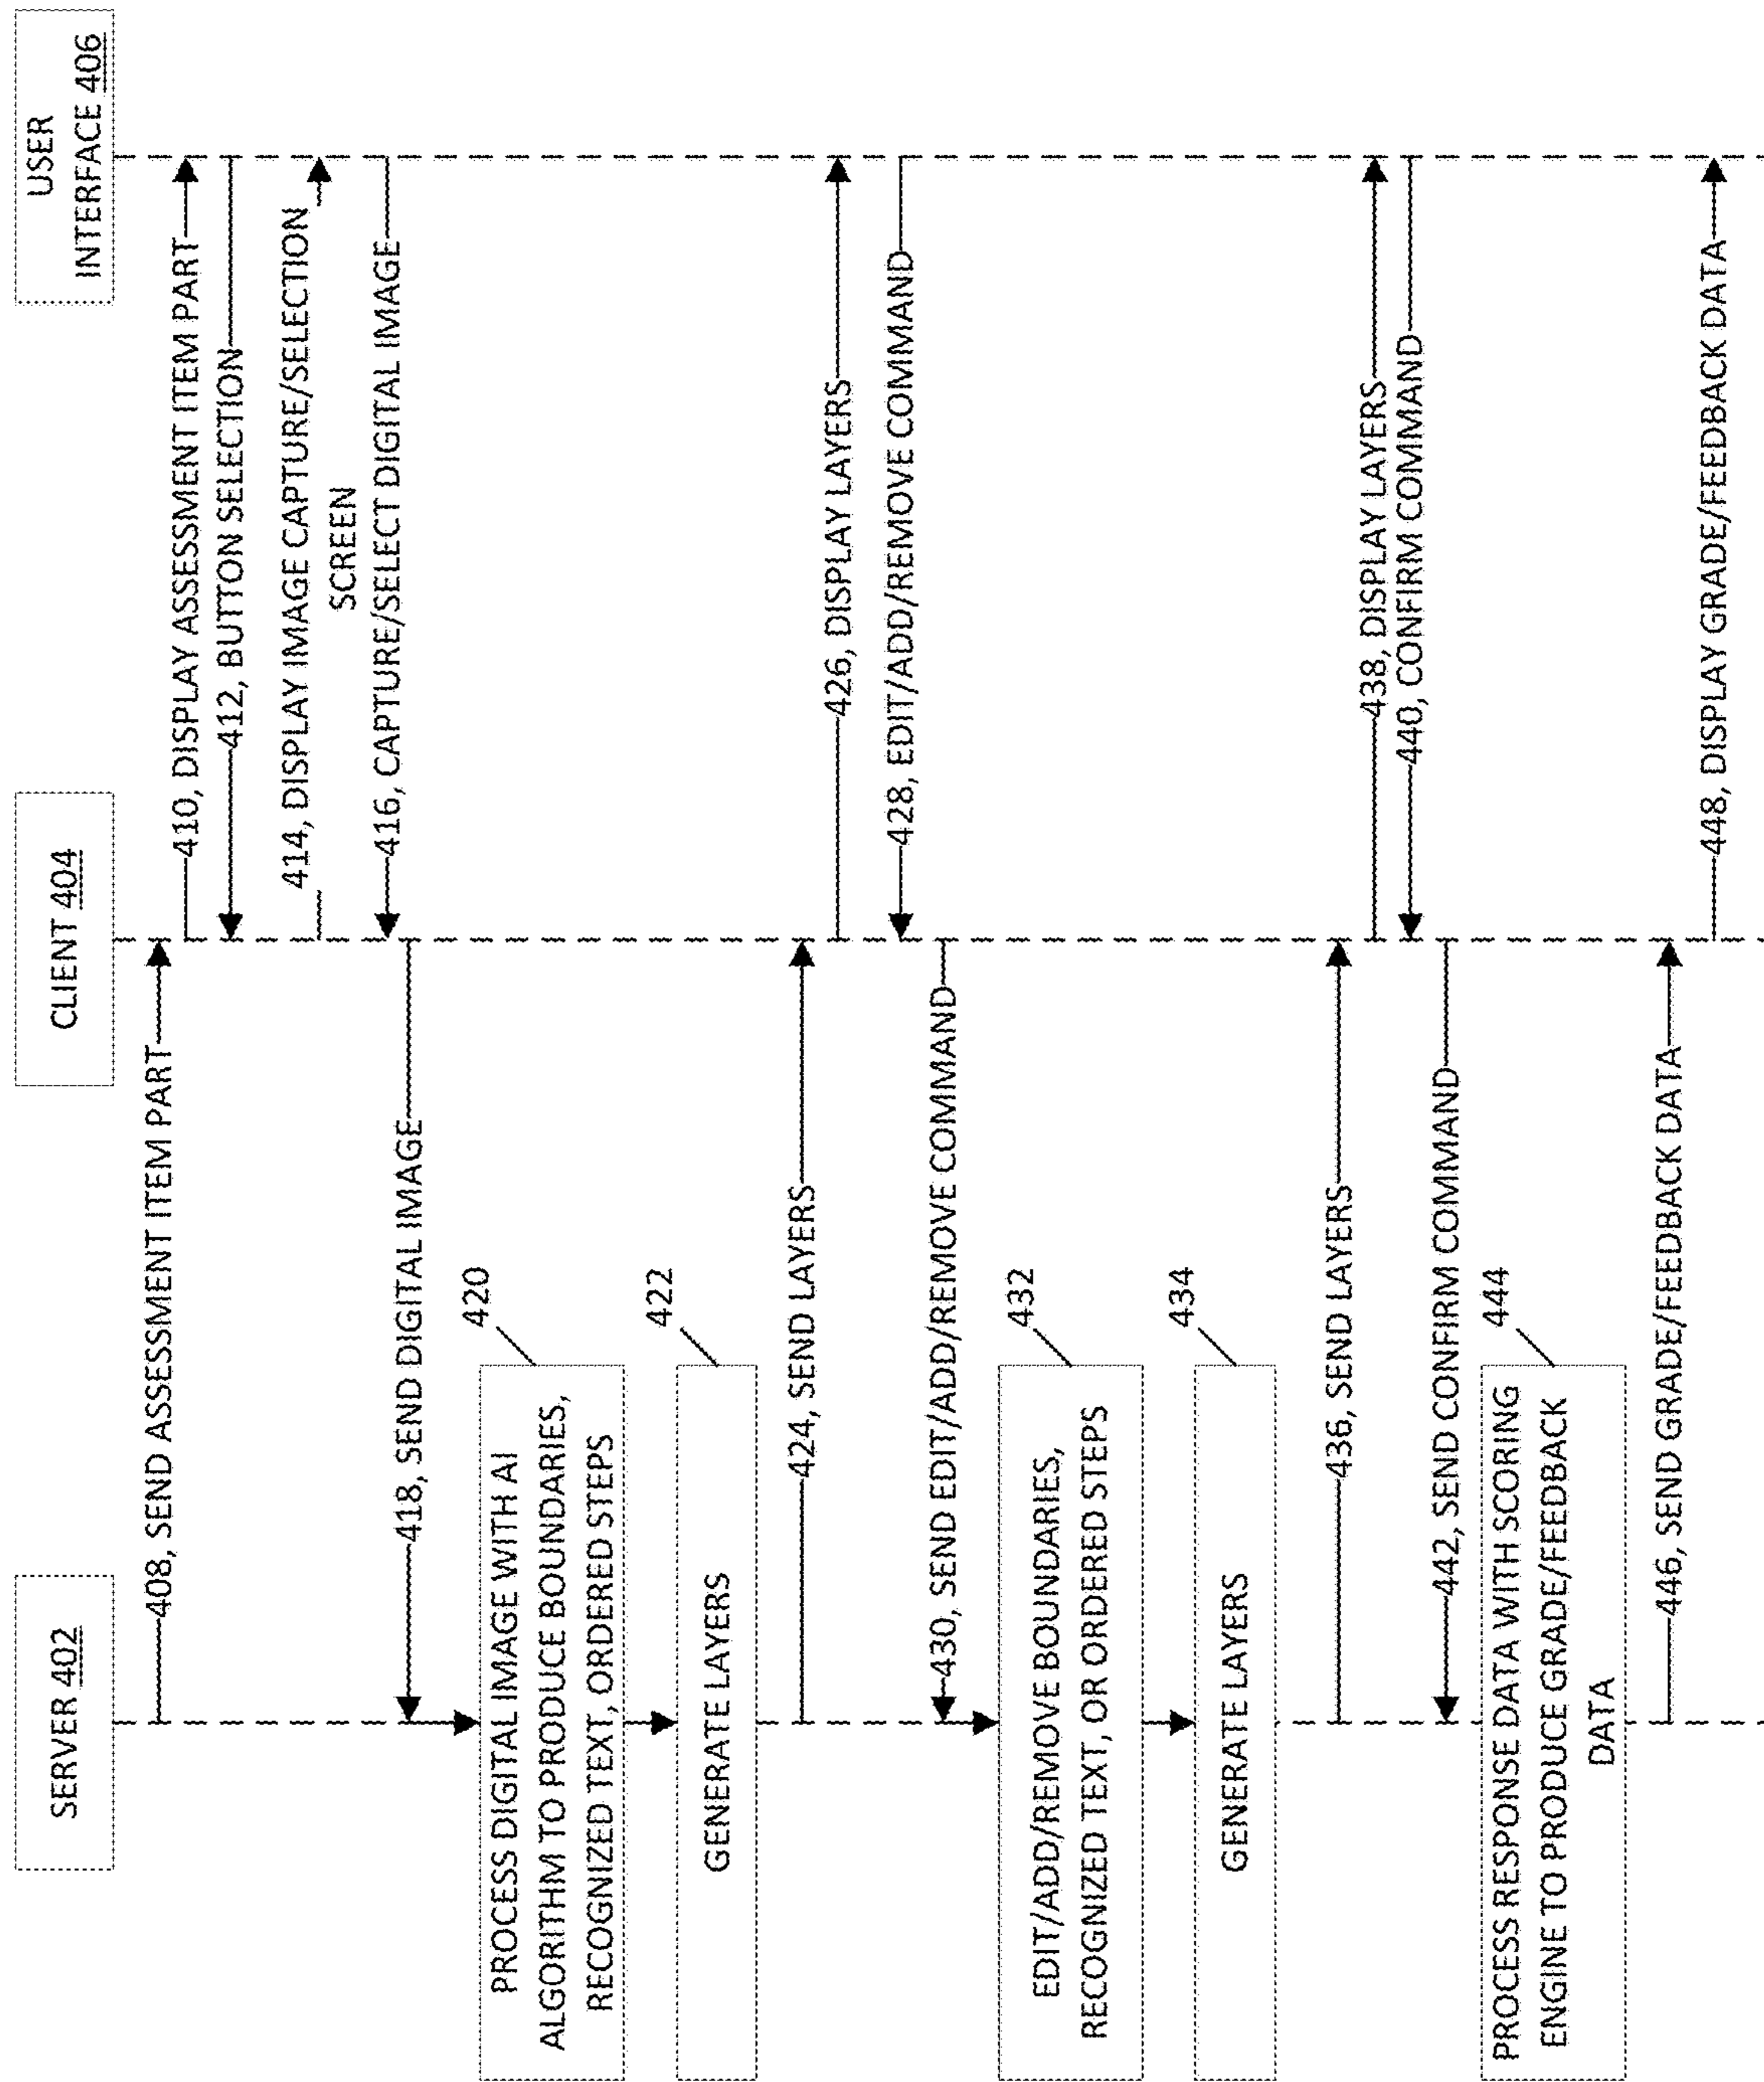 SERVER 402
CLIENT 404
USER
INTERFACE 406
408, SEND ASSESSMENT ITEM PART
410, DISPLAY ASSESSMENT ITEM PART
412, BUTTON SELECTION
414, DISPLAY IMAGE CAPTURE/SELECTION
SCREEN
416, CAPTURE/SELECT DIGITAL IMAGE
418, SEND DIGITAL IMAGE
420
PROCESS DIGITAL IMAGE WITH AI
ALGORITHM TO PRODUCE BOUNDARIES,
RECOGNIZED TEXT, ORDERED STEPS
422
GENERATE LAYERS
424, SEND LAYERS
426, DISPLAY LAYERS
428, EDIT/ADD/REMOVE COMMAND
430, SEND EDIT/ADD/REMOVE COMMAND
432
EDIT/ADD/REMOVE BOUNDARIES,
RECOGNIZED TEXT, OR ORDERED STEPS
434
GENERATE LAYERS
436, SEND LAYERS
438, DISPLAY LAYERS
440, CONFIRM COMMAND
442, SEND CONFIRM COMMAND
444
PROCESS RESPONSE DATA WITH SCORING
ENGINE TO PRODUCE GRADE/FEEDBACK
DATA
446, SEND GRADE/FEEDBACK DATA
448, DISPLAY GRADE/FEEDBACK DATA